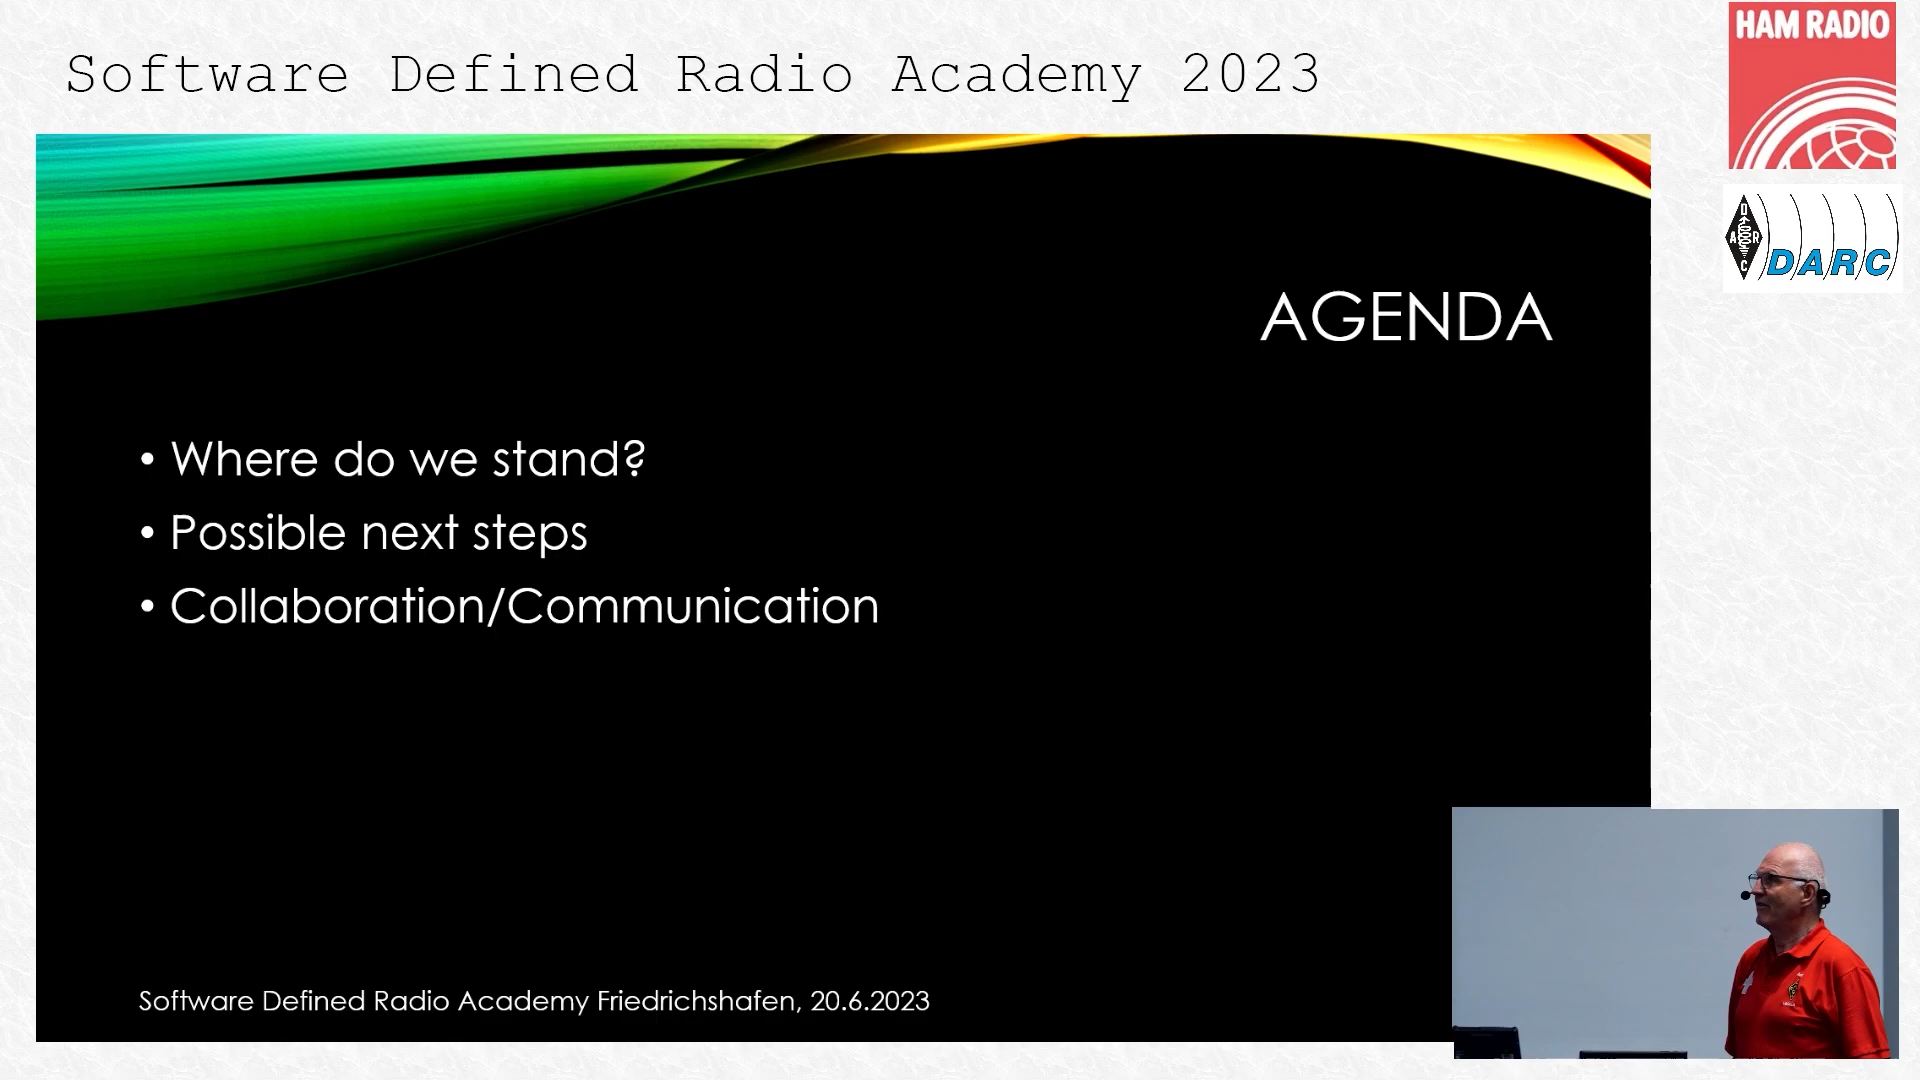 Software Defined Radio Academy 2023
HAM RADIO
D
A R
C
DARC
AGENDA
• Where do we stand?
• Possible next steps
• Collaboration/Communication
Software Defined Radio Academy Friedrichshafen, 20.6.2023